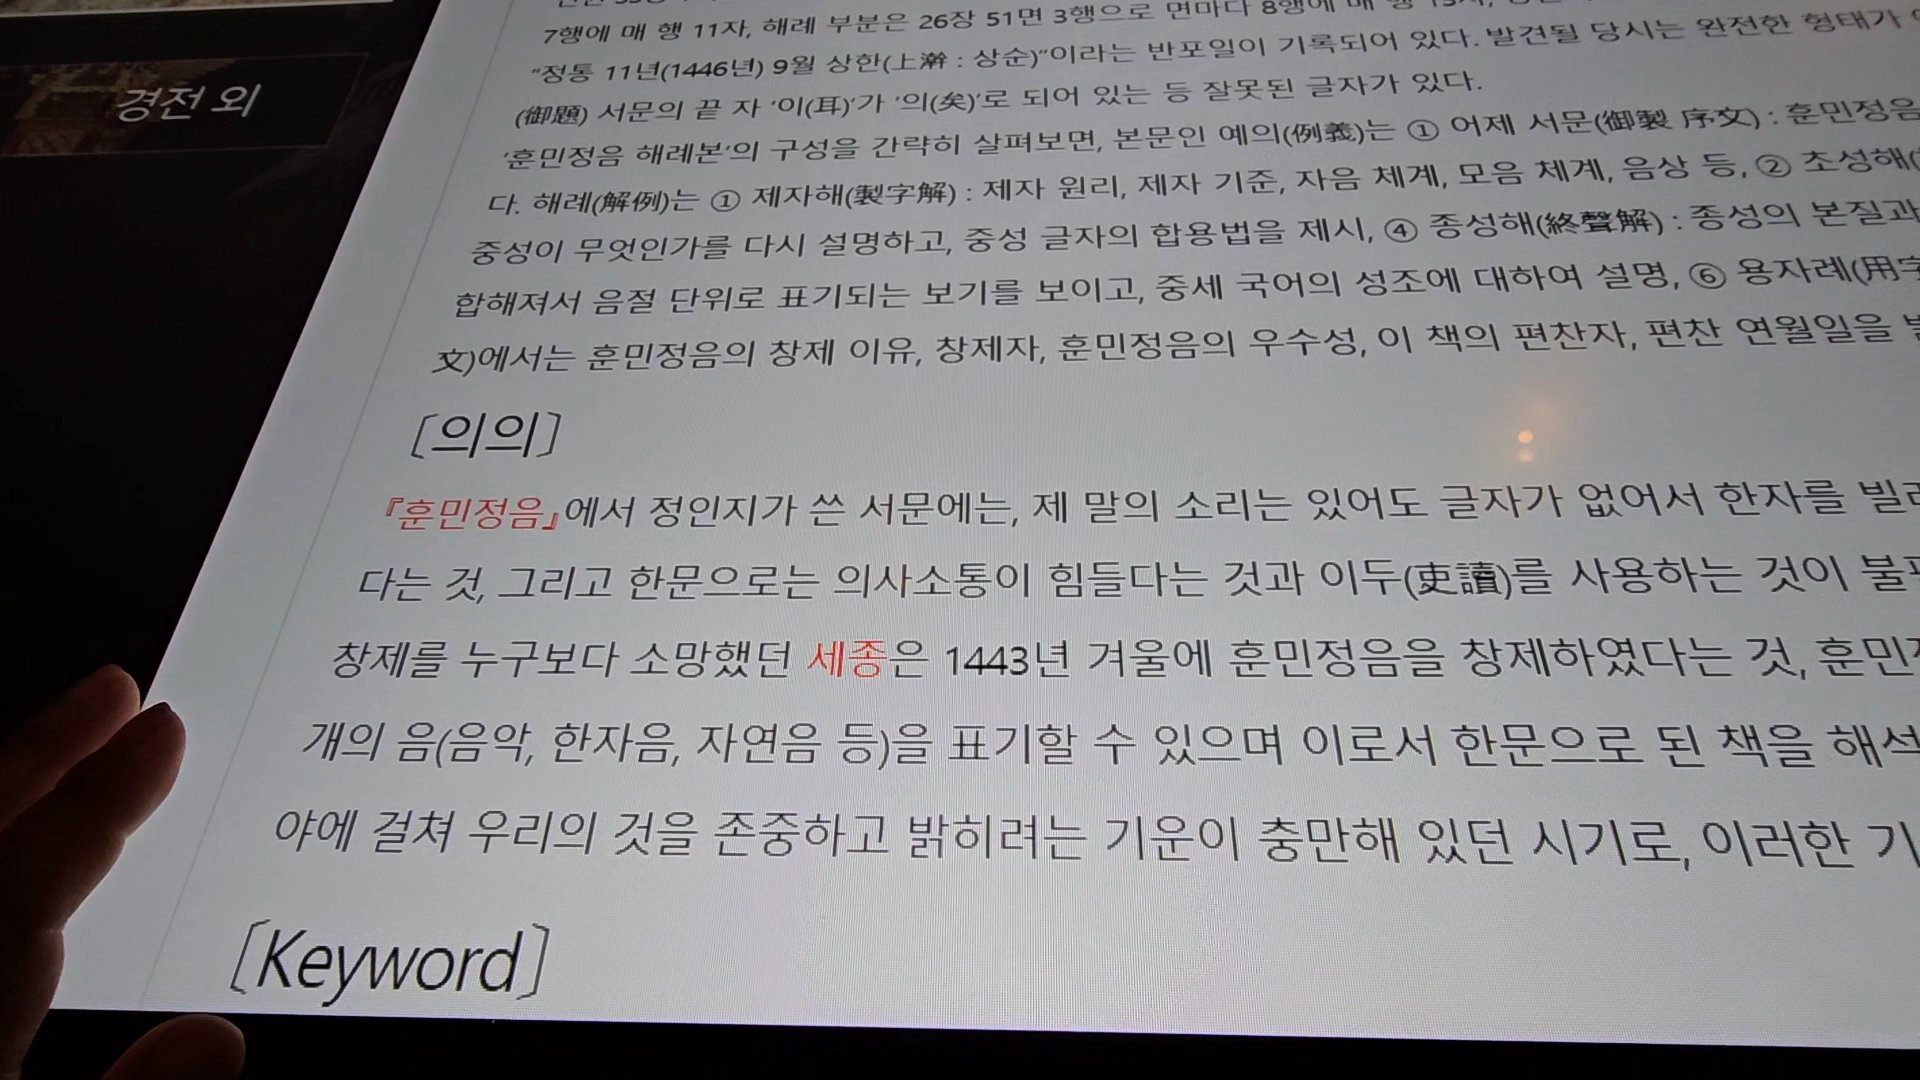 경전 외
7행에 매 행 11자, 해례 부분은 26장 51면 3행으로 면마다 8행에 매 행 13자,
"정통 11년(1446년) 9월 상한(上澣 : 상순)"이라는 반포일이 기록되어 있다. 발견될 당시는 완전한 형태가
(御題) 서문의 끝 자 '이(耳)'가 '의(矣)'로 되어 있는 등 잘못된 글자가 있다.
'훈민정음 해례본'의 구성을 간략히 살펴보면, 본문인 예의(例義)는 ① 어제 서문(御製 序文) : 훈민정음
다. 해례(解例)는 ① 제자해(製字解) : 제자 원리, 제자 기준, 자음 체계, 모음 체계, 음상 등, ② 초성해(
중성이 무엇인가를 다시 설명하고, 중성 글자의 합용법을 제시, ④ 종성해(終聲解) : 종성의 본질과
합해져서 음절 단위로 표기되는 보기를 보이고, 중세 국어의 성조에 대하여 설명, ⑥ 용자례(用字
文)에서는 훈민정음의 창제 이유, 창제자, 훈민정음의 우수성, 이 책의 편찬자, 편찬 연월일을
〔의의〕
『훈민정음』에서 정인지가 쓴 서문에는, 제 말의 소리는 있어도 글자가 없어서 한자를
다는 것, 그리고 한문으로는 의사소통이 힘들다는 것과 이두(吏讀)를 사용하는 것이
창제를 누구보다 소망했던 세종은 1443년 겨울에 훈민정음을 창제하였다는 것, 훈민
개의 음(음악, 한자음, 자연음 등)을 표기할 수 있으며 이로서 한문으로 된 책을 해석
야에 걸쳐 우리의 것을 존중하고 밝히려는 기운이 충만해 있던 시기로, 이러한 기
〔Keyword〕